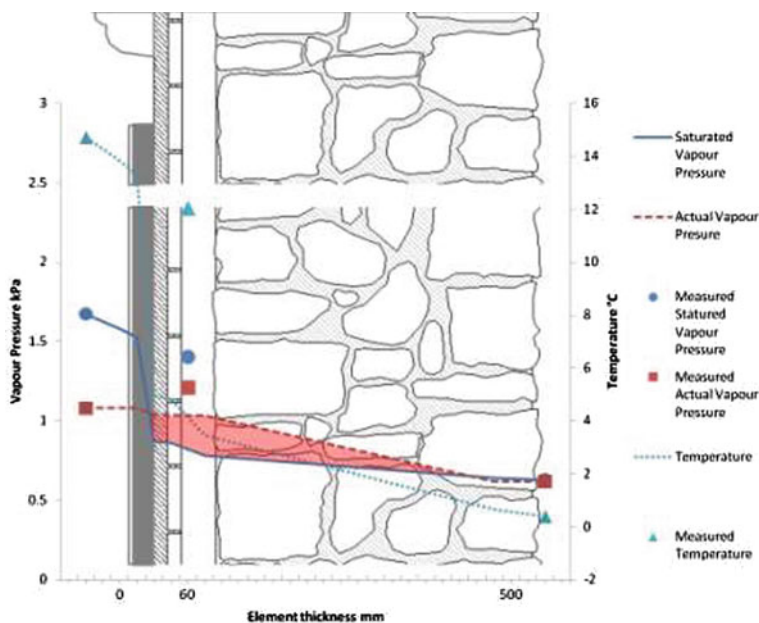 3
2.5
2
1.5
1
0.5
0
Vapour Pressure kPa
16
14
12
10
8
6
4
2
0
-2
Temperature °C
0
60
500
Element thickness mm
Saturated
Vapour
Pressure
Actual Vapour
Presure
Measured
Statured
Vapour
Pressure
Measured
Actual Vapour
Pressure
Temperature
Measured
Temperature